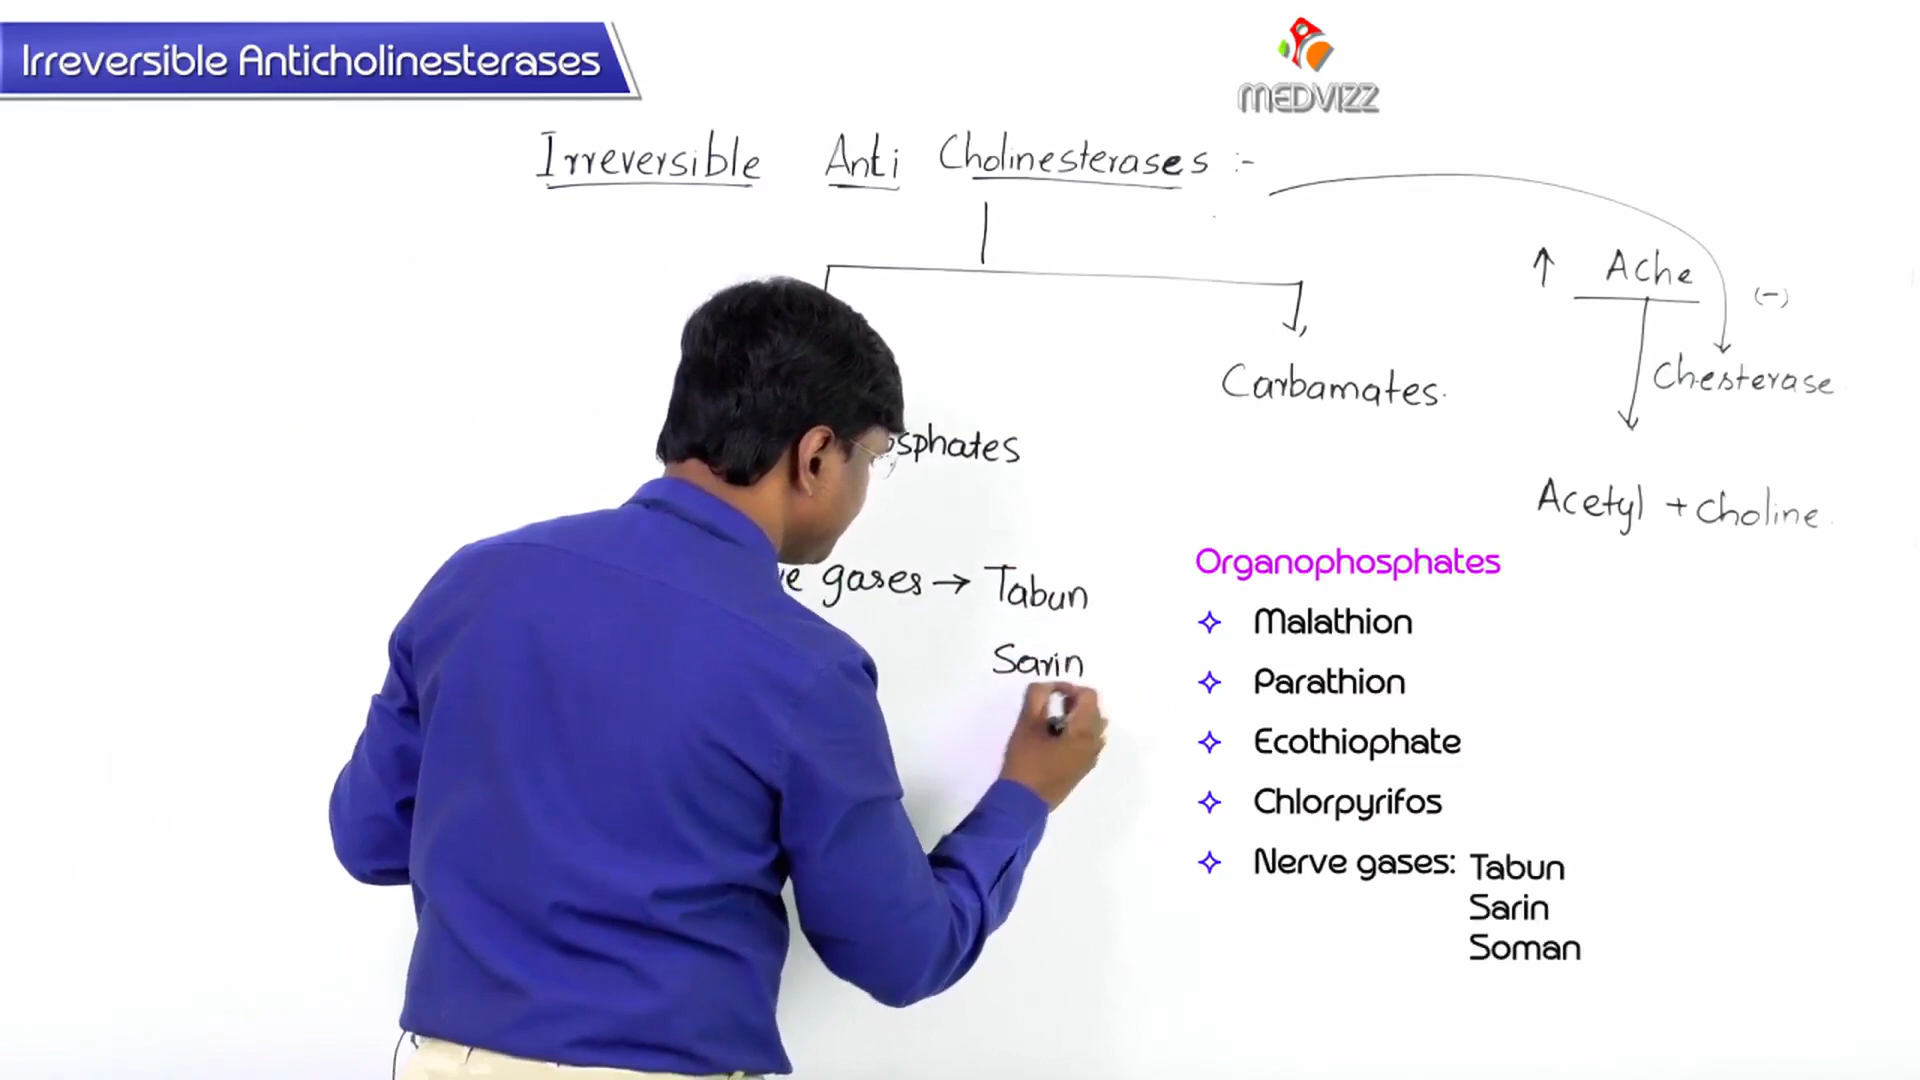 Irreversible Anticholinesterases
MEDVIZZ
Irreversible Anti Cholinesterases :-
↑ Ache
(-)
Chesterase
Carbamates.
sphates
Acetyl + Choline
gases → Tabun
Sarin
Organophosphates
Malathion
Parathion
Ecothiophate
Chlorpyrifos
Nerve gases: Tabun
Sarin
Soman